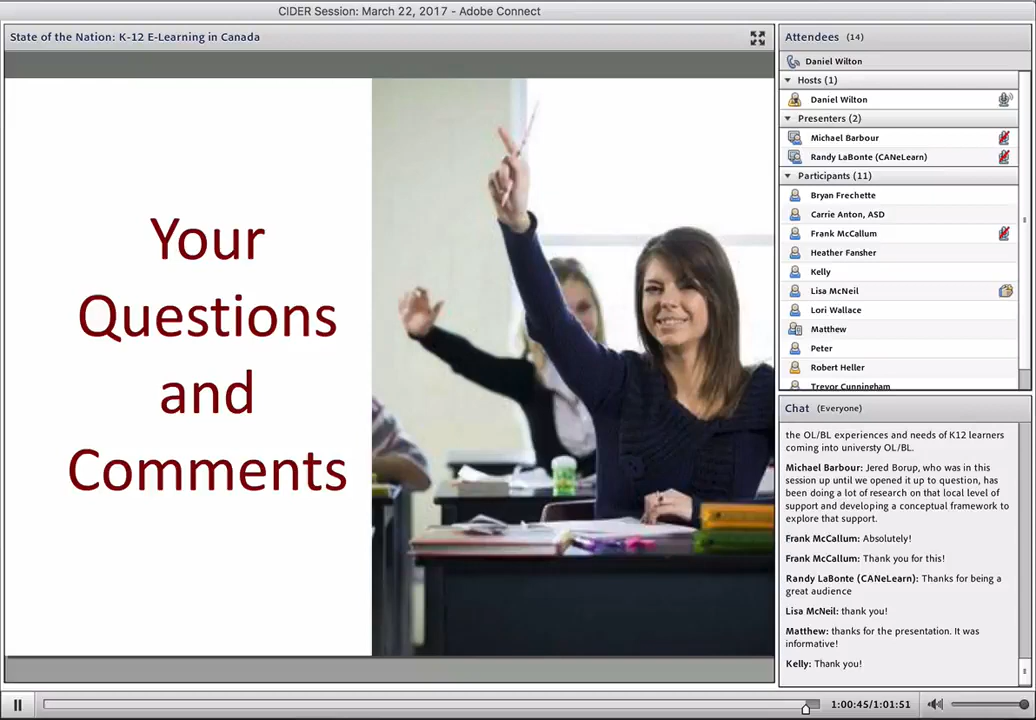 CIDER Session: March 22, 2017 - Adobe Connect
State of the Nation: K-12 E-Learning in Canada
Your
Questions
and
Comments
Attendees (14)
Daniel Wilton
Hosts (1)
Daniel Wilton
Presenters (2)
Michael Barbour
Randy LaBonte (CANeLearn)
Participants (11)
Bryan Frechette
Carrie Anton, ASD
Frank McCallum
Heather Fansher
Kelly
Lisa McNeil
Lori Wallace
Matthew
Peter
Robert Heller
Trevor Cunningham
Chat (Everyone)
the OL/BL experiences and needs of K12 learners
coming into universty OL/BL.
Michael Barbour: Jered Borup, who was in this
session up until we opened it up to question, has
been doing a lot of research on that local level of
support and developing a conceptual framework to
explore that support.
Frank McCallum: Absolutely!
Frank McCallum: Thank you for this!
Randy LaBonte (CANeLearn): Thanks for being a
great audience
Lisa McNeil: thank you!
Matthew: thanks for the presentation. It was
informative!
Kelly: Thank you!
1:00:45/1:01:51